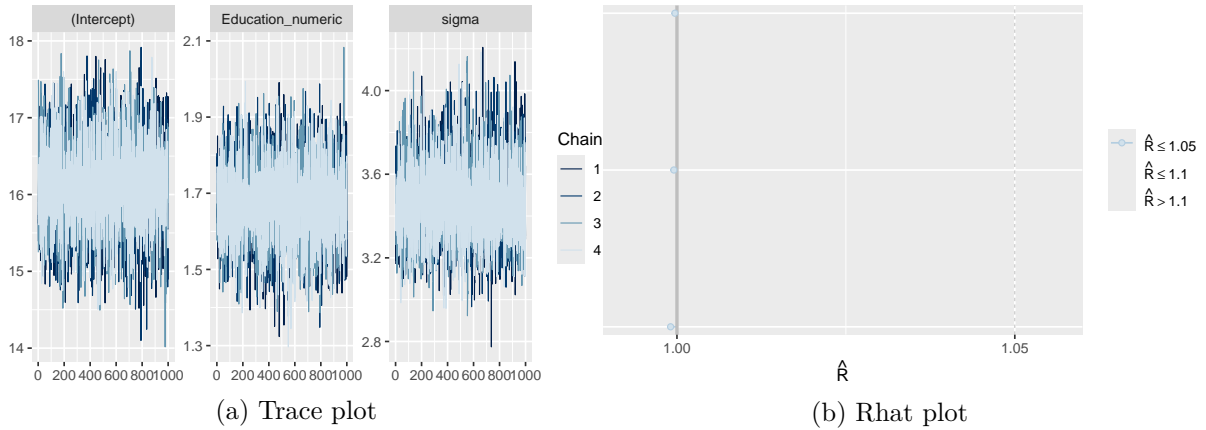 (Intercept)
Education_numeric
sigma
18
17
16
15
14
2.1
1.9
1.7
1.5
1.3
4.0
3.6
3.2
2.8
0 200 400 600 8001000
0 200 400 600 8001000
0 200 400 600 8001000
Chain
1
2
3
4
(a) Trace plot
1.00
1.05
R̂
R̂ ≤ 1.05
R̂ ≤ 1.1
R̂ > 1.1
(b) Rhat plot